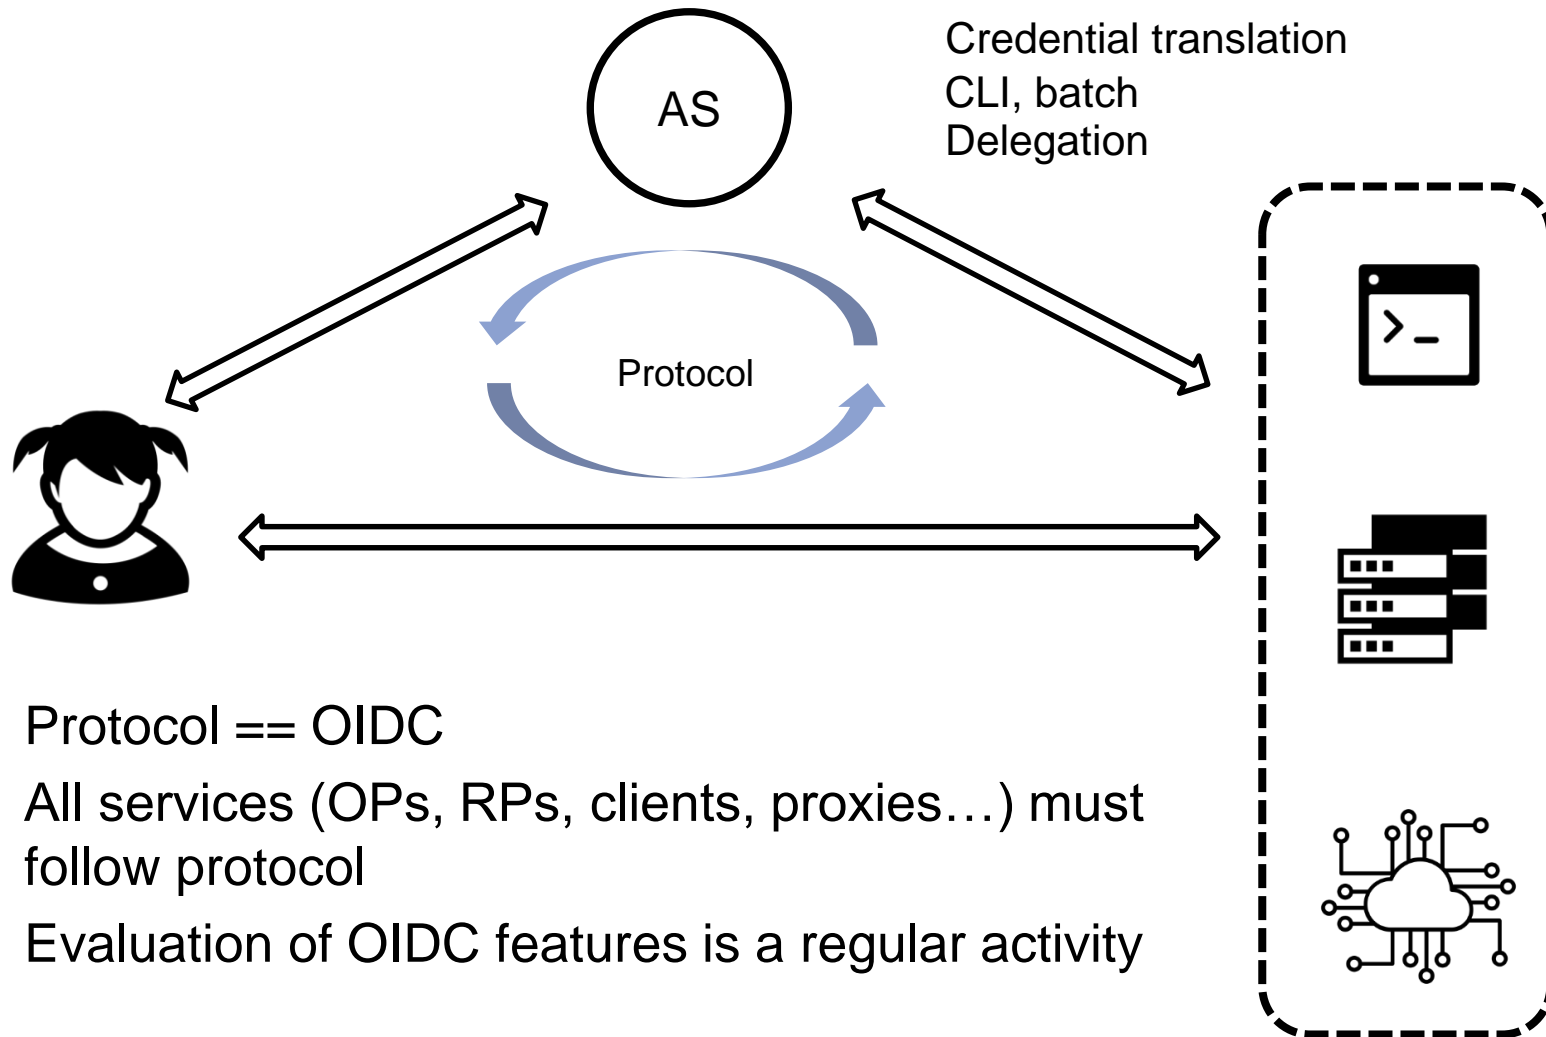 AS
Credential translation
CLI, batch
Delegation
Protocol
>_
Protocol == OIDC
All services (OPs, RPs, clients, proxies…) must
follow protocol
Evaluation of OIDC features is a regular activity